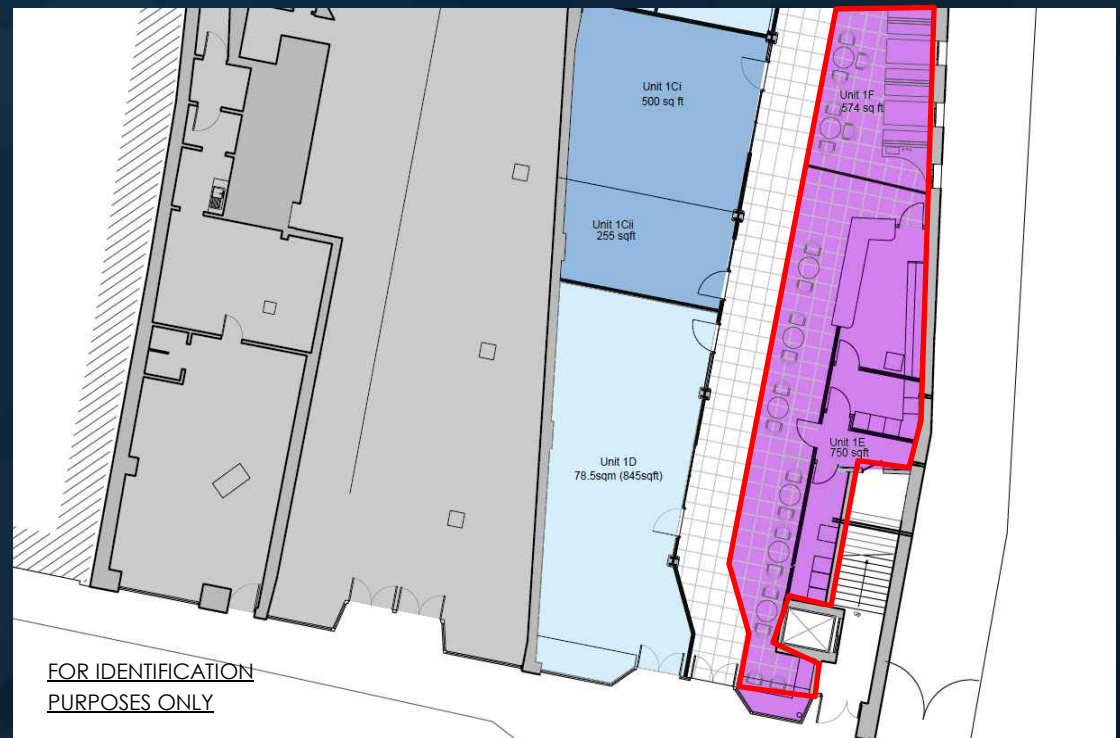 Unit 1Ci
500 sq ft
Unit 1F
574 sq ft
Unit 1Cii
255 sqft
Unit 1E
750 sqft
Unit 1D
78.5sqm (845sqft)
Up
FOR IDENTIFICATION
PURPOSES ONLY